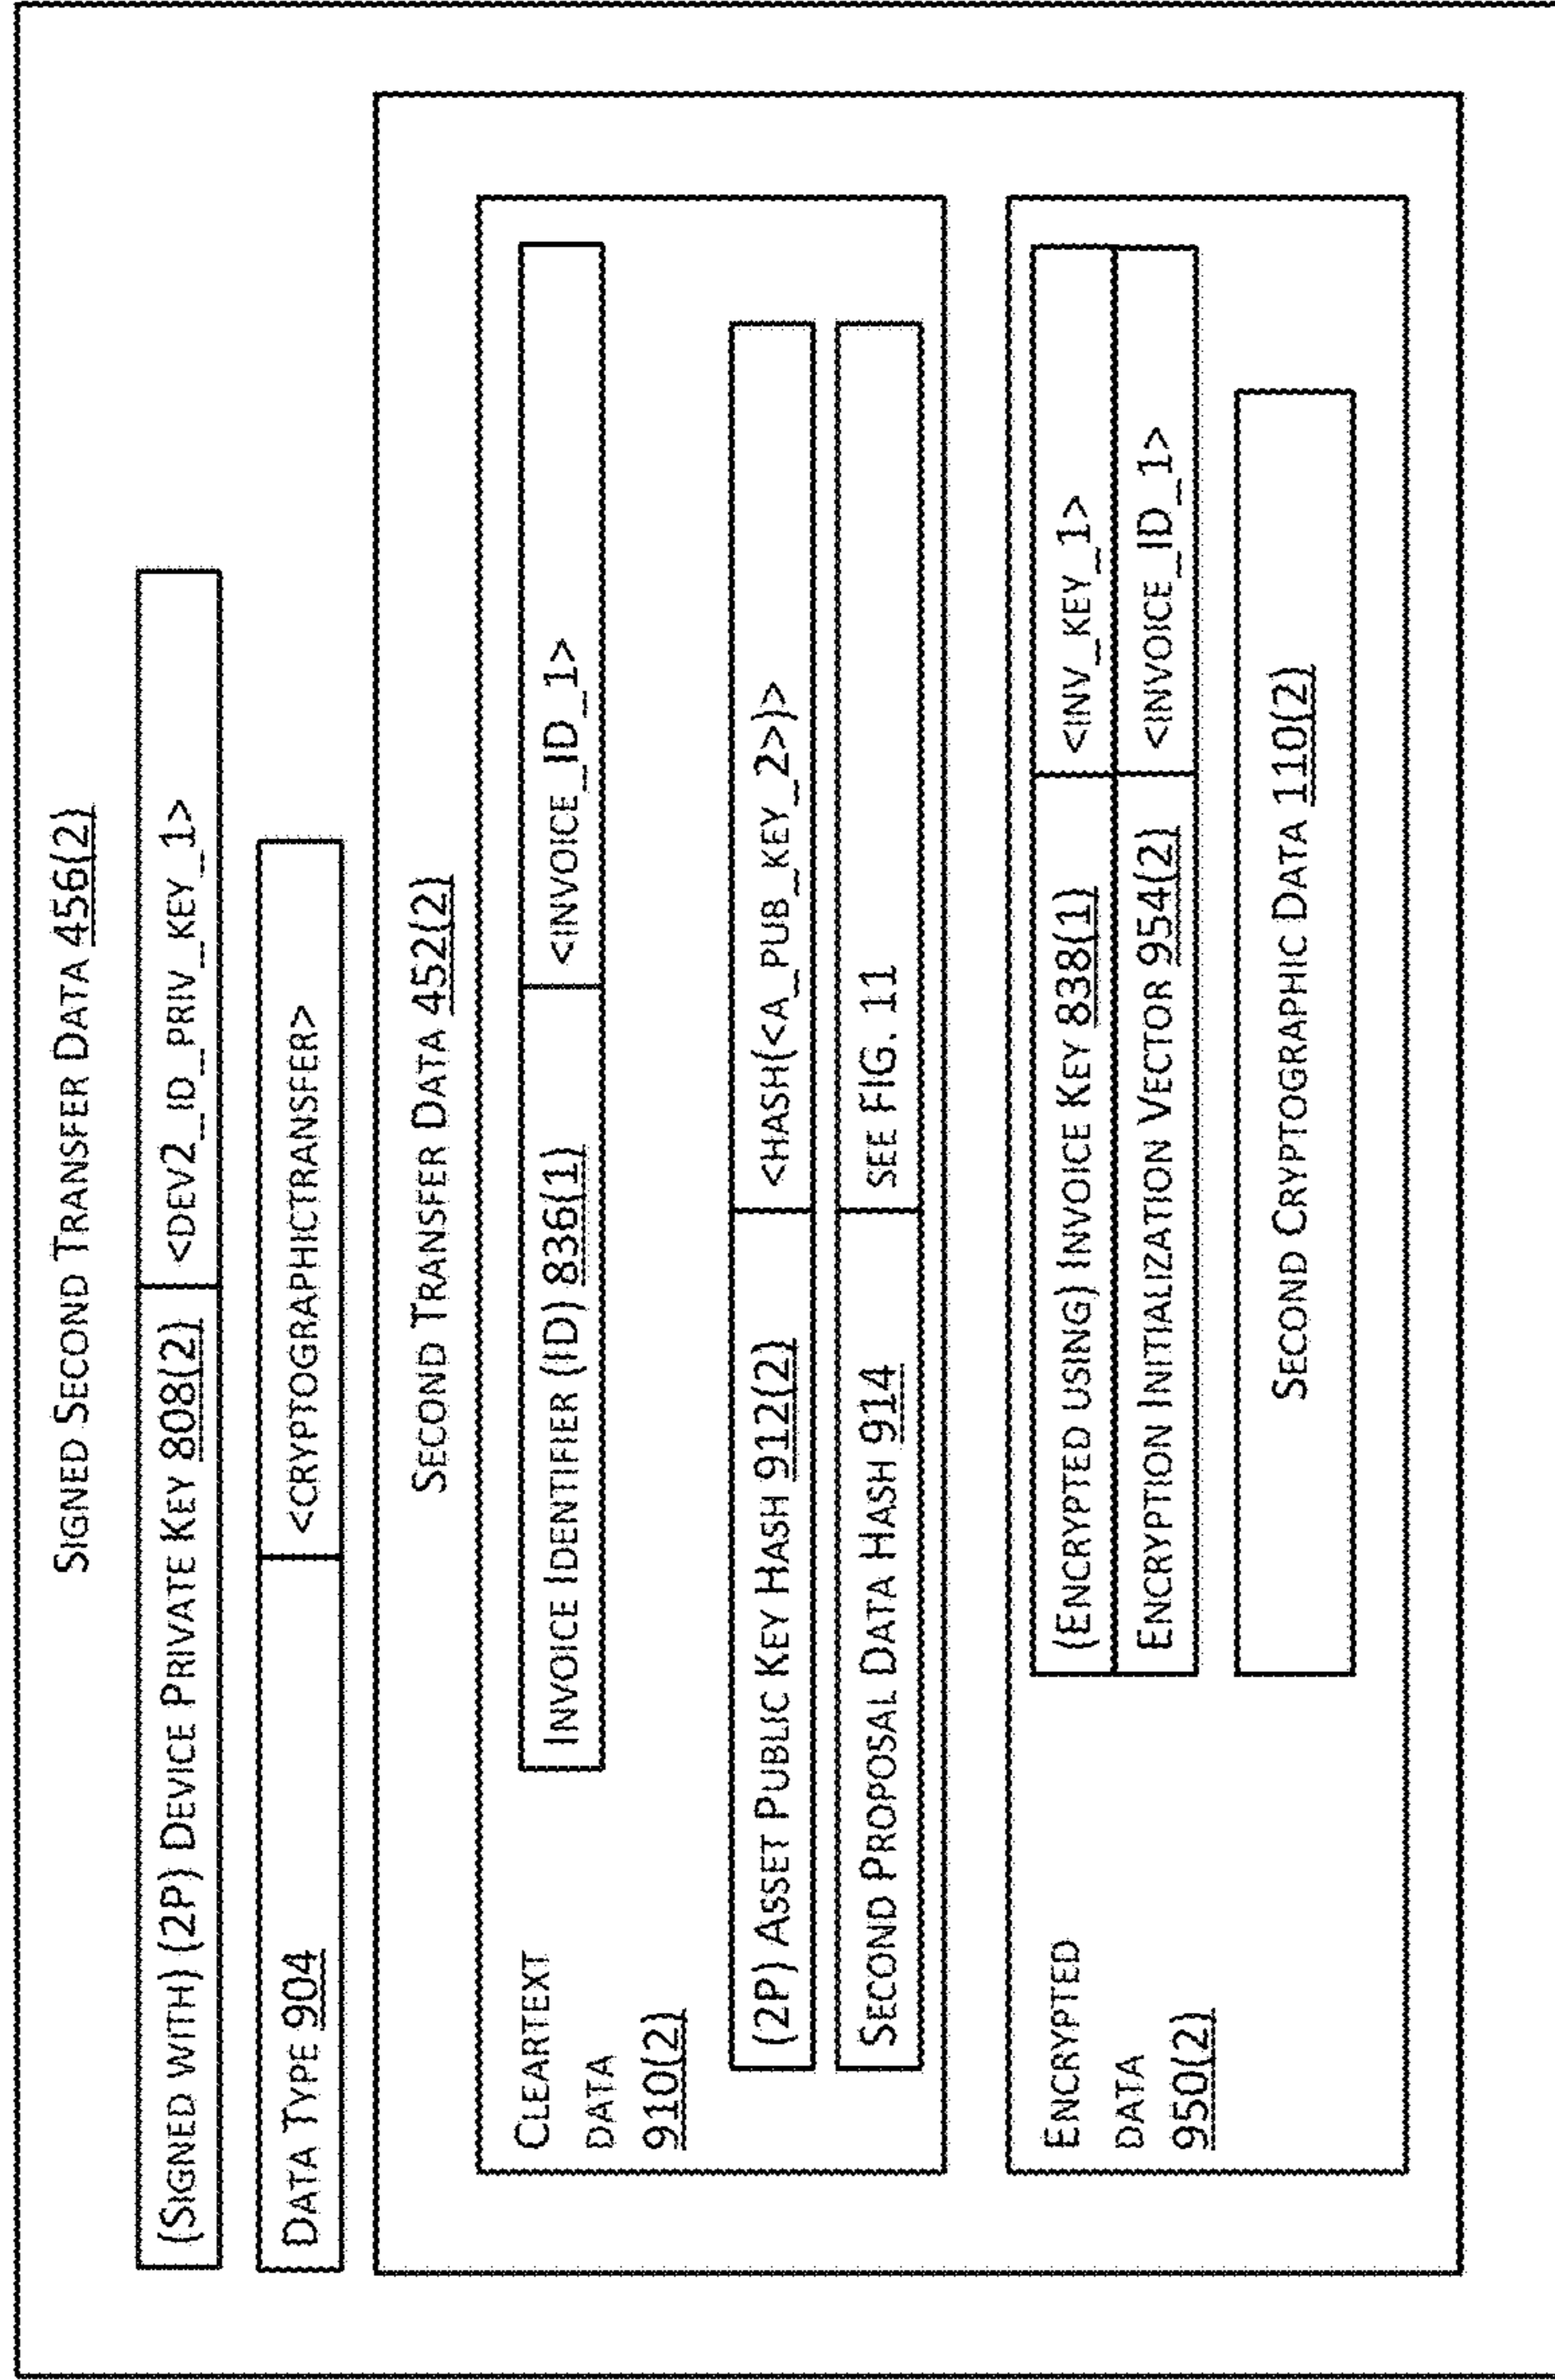 SIGNED SECOND TRANSFER DATA 456(2)
(SIGNED WITH) (2P) DEVICE PRIVATE KEY 808(2) <DEV2_ID_PRIV_KEY_1>
DATA TYPE 904 <CRYPTOGRAPHICTRANSFER>
SECOND TRANSFER DATA 452(2)
CLEARTEXT
DATA
910(2)
INVOICE IDENTIFIER (ID) 836(1) <INVOICE_ID_1>
(2P) ASSET PUBLIC KEY HASH 912(2) <HASH(<A_PUB_KEY_2>)>
SECOND PROPOSAL DATA HASH 914 SEE FIG. 11
ENCRYPTED
DATA
950(2)
(ENCRYPTED USING) INVOICE KEY 838(1) <INV_KEY_1>
ENCRYPTION INITIALIZATION VECTOR 954(2) <INVOICE_ID_1>
SECOND CRYPTOGRAPHIC DATA 110(2)